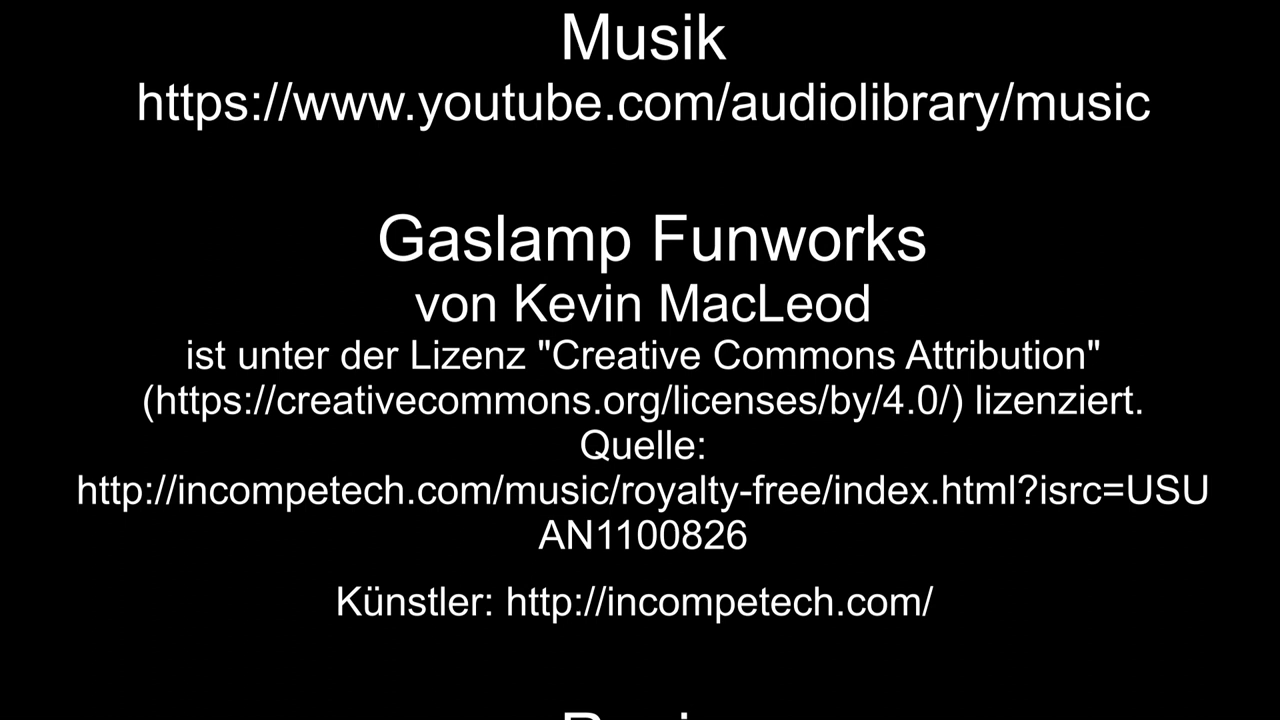 Musik
https://www.youtube.com/audiolibrary/music
Gaslamp Funworks
von Kevin MacLeod
ist unter der Lizenz "Creative Commons Attribution"
(https://creativecommons.org/licenses/by/4.0/) lizenziert.
Quelle:
http://incompetech.com/music/royalty-free/index.html?isrc=USU
AN1100826
Künstler: http://incompetech.com/